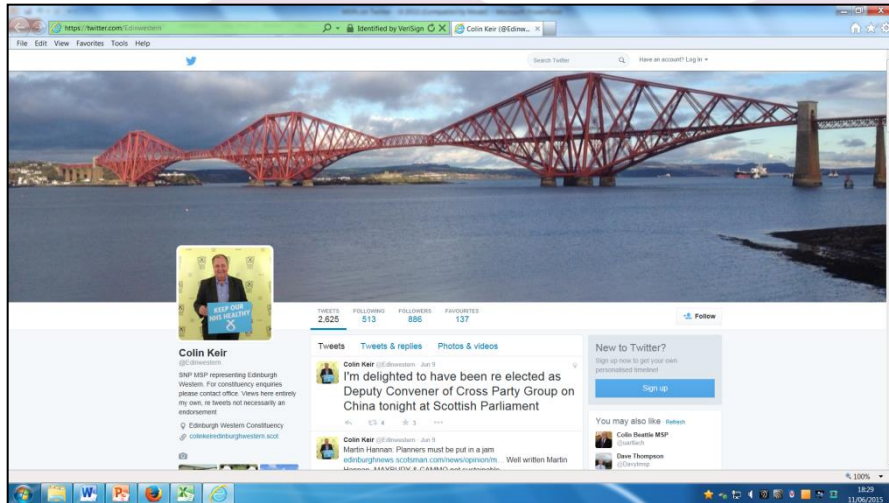 https://twitter.com/Edinwestern
Identified by VeriSign
Colin Keir (@Edinw...
File Edit View Favorites Tools Help
Search Twitter
Have an account? Log in
KEEP OUR
NHS HEALTHY
TWEETS FOLLOWING FOLLOWERS FAVOURITES
2,625 513 886 137
Follow
Colin Keir
@Edinwestern
SNP MSP representing Edinburgh
Western. For constituency enquiries
please contact office. Views here entirely
my own, re tweets not necessarily an
endorsement
Edinburgh Western Constituency
colinkeiredinburghwestern.scot
Tweets Tweets & replies Photos & videos
Colin Keir @Edinwestern Jun 9
I'm delighted to have been re elected as
Deputy Convener of Cross Party Group on
China tonight at Scottish Parliament
4 3
Colin Keir @Edinwestern Jun 9
Martin Hannan: Planners must be put in a jam
edinburghnews.scotsman.com/news/opinion/m... Well written Martin
New to Twitter?
Sign up now to get your own
personalised timeline!
Sign up
You may also like Refresh
Colin Beattie MSP
Dave Thompson
100%
18:29
11/06/2015